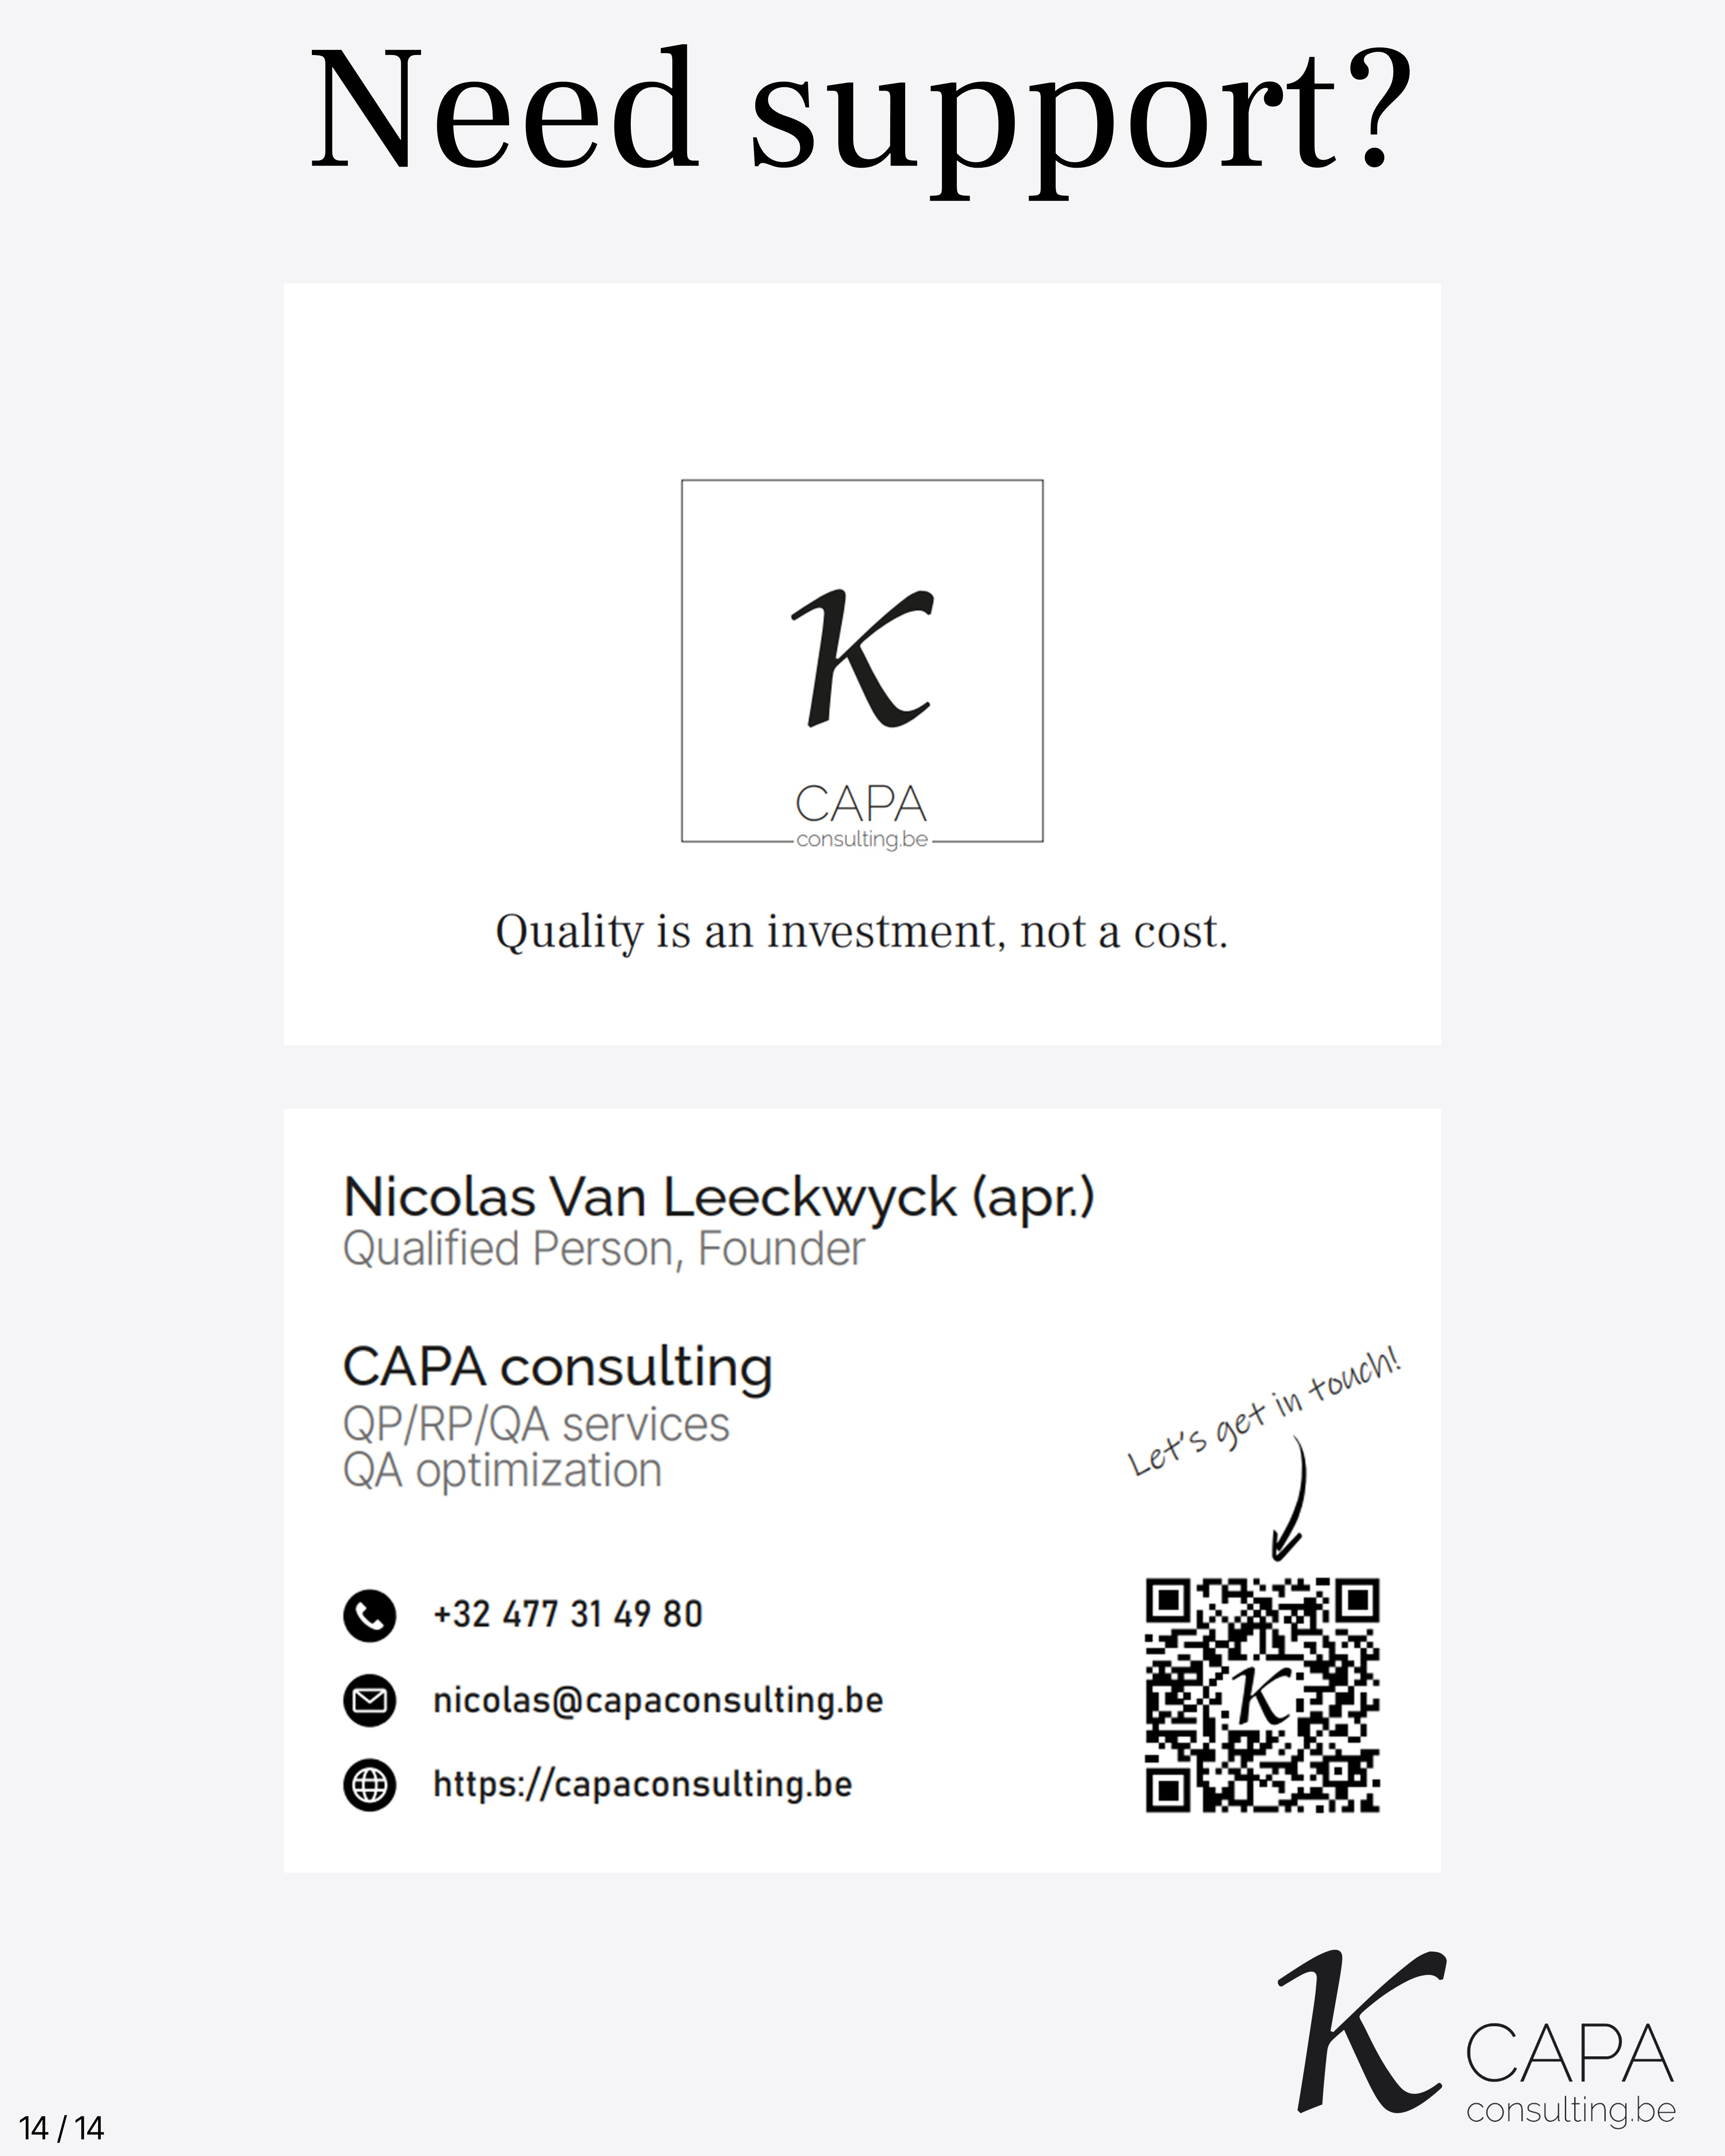 Need support?
κ
CAPA
consulting.be
Quality is an investment, not a cost.
Nicolas Van Leeckwyck (apr.)
Qualified Person, Founder
CAPA consulting
QP/RP/QA services
QA optimization
Let's get in touch!
+32 477 31 49 80
nicolas@capaconsulting.be
https://capaconsulting.be
κ
κ
CAPA
consulting.be
14 / 14